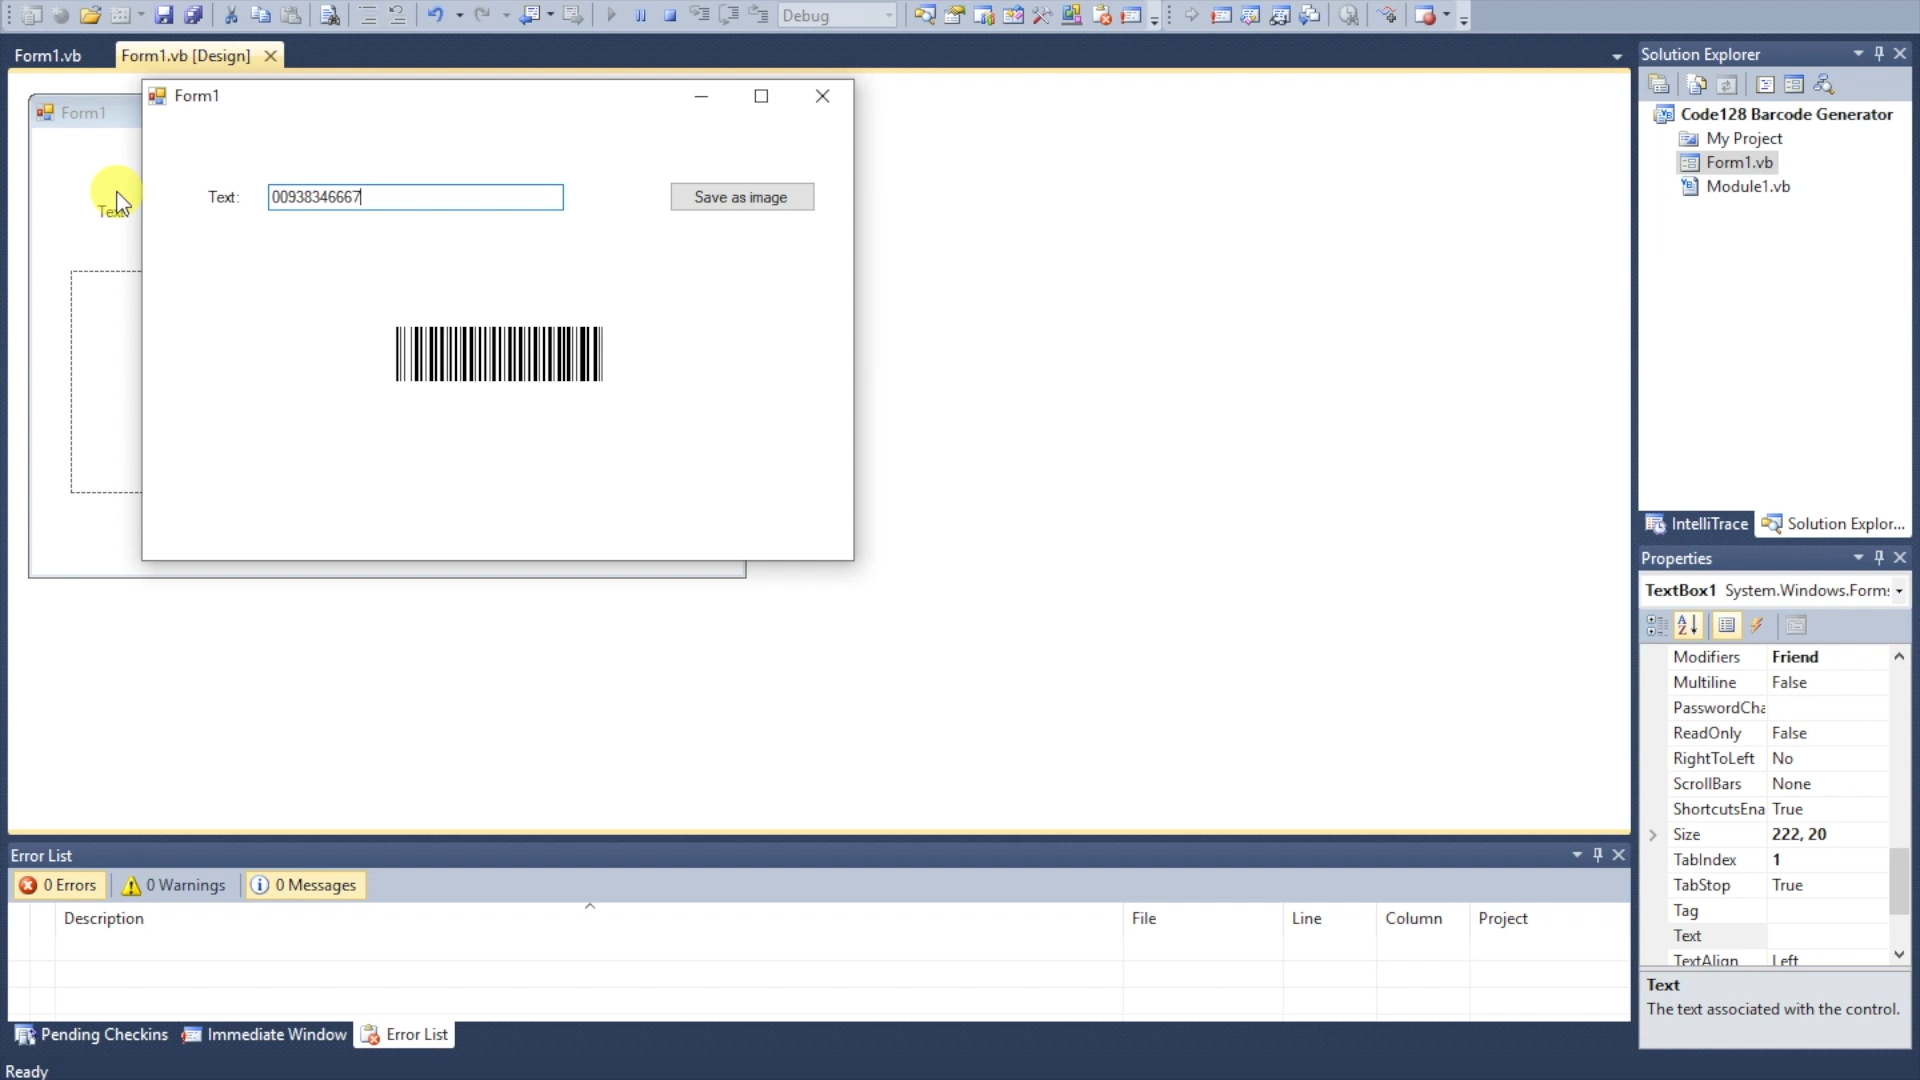 Debug
Form1.vb
Form1.vb [Design]
Form1
Form1
Text:
Text:
00938346667
Save as image
Solution Explorer
Code128 Barcode Generator
My Project
Form1.vb
Module1.vb
IntelliTrace
Solution Explor...
Properties
TextBox1 System.Windows.Forms
Modifiers Friend
Multiline False
PasswordCha
ReadOnly False
RightToLeft No
ScrollBars None
ShortcutsEna True
Size 222, 20
TabIndex 1
TabStop True
Tag
Text
TextAlign Left
Text
The text associated with the control.
Error List
0 Errors
0 Warnings
0 Messages
Description
File
Line
Column
Project
Pending Checkins
Immediate Window
Error List
Ready